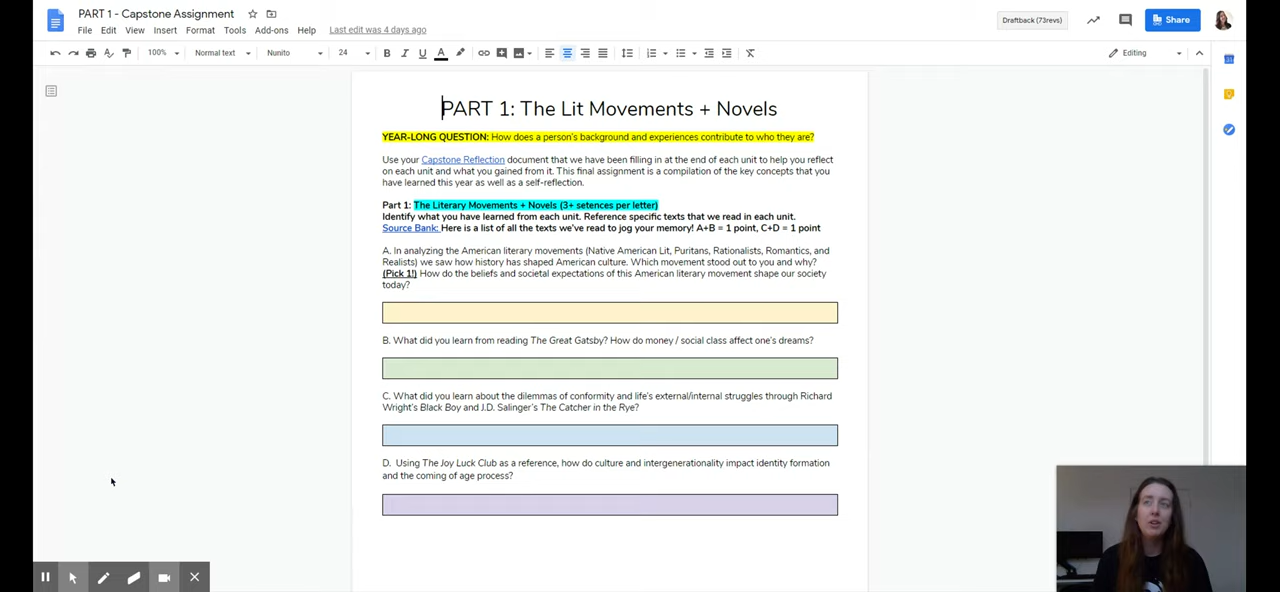 PART 1 - Capstone Assignment
File Edit View Insert Format Tools Add-ons Help Last edit was 4 days ago
Draftback (73revs)
Share
100% Normal text Nunito 24 B I U A Editing
PART 1: The Lit Movements + Novels
YEAR-LONG QUESTION: How does a person's background and experiences contribute to who they are?
Use your Capstone Reflection document that we have been filling in at the end of each unit to help you reflect
on each unit and what you gained from it. This final assignment is a compilation of the key concepts that you
have learned this year as well as a self-reflection.
Part 1: The Literary Movements + Novels (3+ setences per letter)
Identify what you have learned from each unit. Reference specific texts that we read in each unit.
Source Bank: Here is a list of all the texts we've read to jog your memory! A+B = 1 point, C+D = 1 point
A. In analyzing the American literary movements (Native American Lit, Puritans, Rationalists, Romantics, and
Realists) we saw how history has shaped American culture. Which movement stood out to you and why?
(Pick 1!) How do the beliefs and societal expectations of this American literary movement shape our society
today?
B. What did you learn from reading The Great Gatsby? How do money / social class affect one's dreams?
C. What did you learn about the dilemmas of conformity and life's external/internal struggles through Richard
Wright's Black Boy and J.D. Salinger's The Catcher in the Rye?
D. Using The Joy Luck Club as a reference, how do culture and intergenerationality impact identity formation
and the coming of age process?